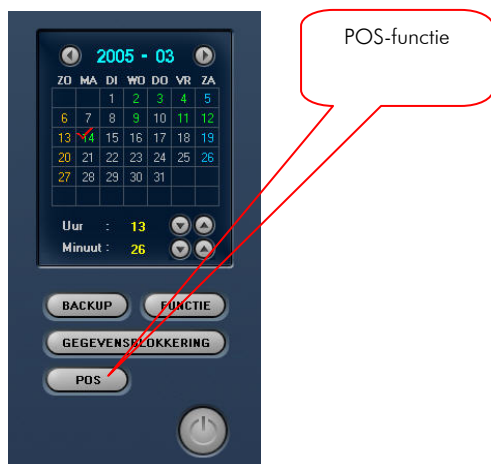 POS-functie
2005 - 03
ZO MA DI WO DO VR ZA
1 2 3 4 5
6 7 8 9 10 11 12
13 14 15 16 17 18 19
20 21 22 23 24 25 26
27 28 29 30 31
Uur : 13
Minuut : 26
BACKUP FUNCTIE
GEGEVENSBLOKKERING
POS